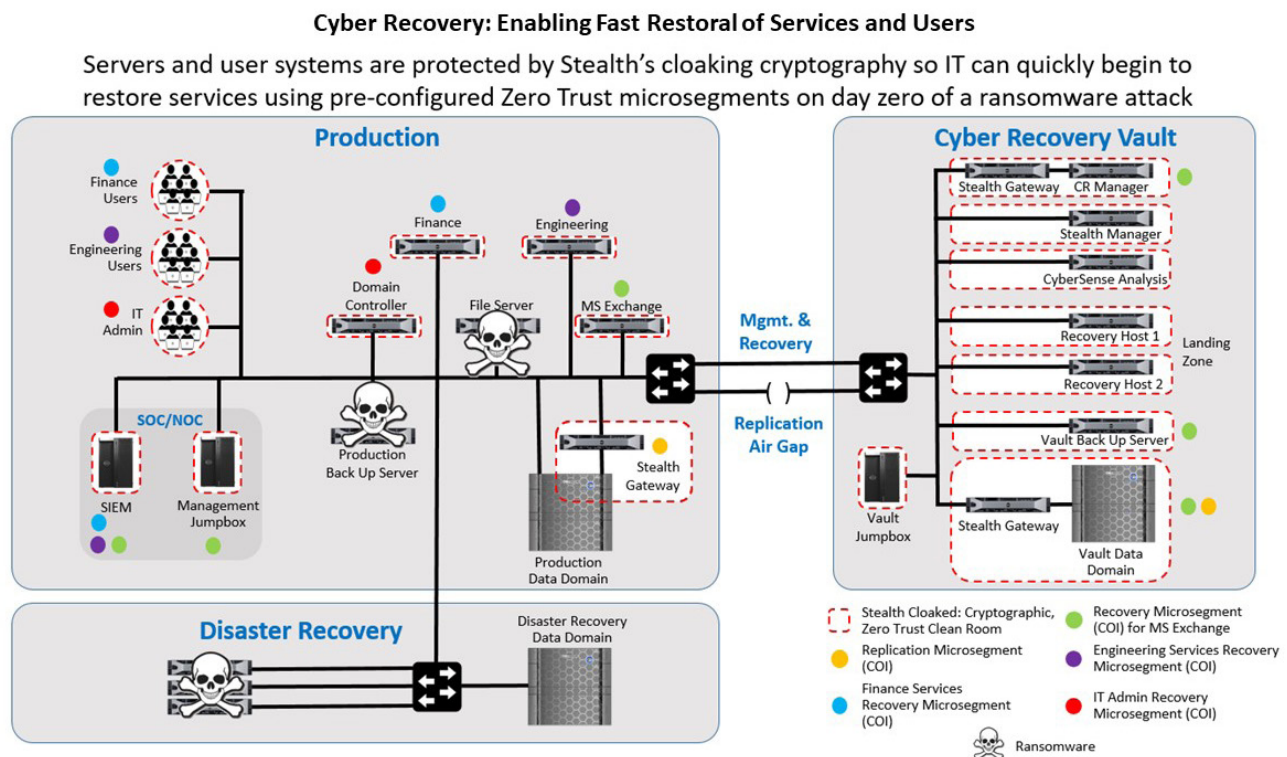 Cyber Recovery: Enabling Fast Restoral of Services and Users
Servers and user systems are protected by Stealth's cloaking cryptography so IT can quickly begin to
restore services using pre-configured Zero Trust microsegments on day zero of a ransomware attack
Production
Finance
Users
Engineering
Users
IT
Admin
Finance
Engineering
Domain
Controller
File Server
MS Exchange
SOC/NOC
SIEM
Management
Jumpbox
Production
Back Up Server
Stealth
Gateway
Production
Data Domain
Mgmt. &
Recovery
Replication
Air Gap
Cyber Recovery Vault
Stealth Gateway
CR Manager
Stealth Manager
CyberSense Analysis
Recovery Host 1
Landing
Zone
Recovery Host 2
Vault Back Up Server
Vault
Jumpbox
Stealth Gateway
Vault Data
Domain
Disaster Recovery
Disaster Recovery
Data Domain
Stealth Cloaked: Cryptographic,
Zero Trust Clean Room
Replication Microsegment
(COI)
Finance Services
Recovery Microsegment
(COI)
Recovery Microsegment
(COI) for MS Exchange
Engineering Services Recovery
Microsegment (COI)
IT Admin Recovery
Microsegment (COI)
Ransomware